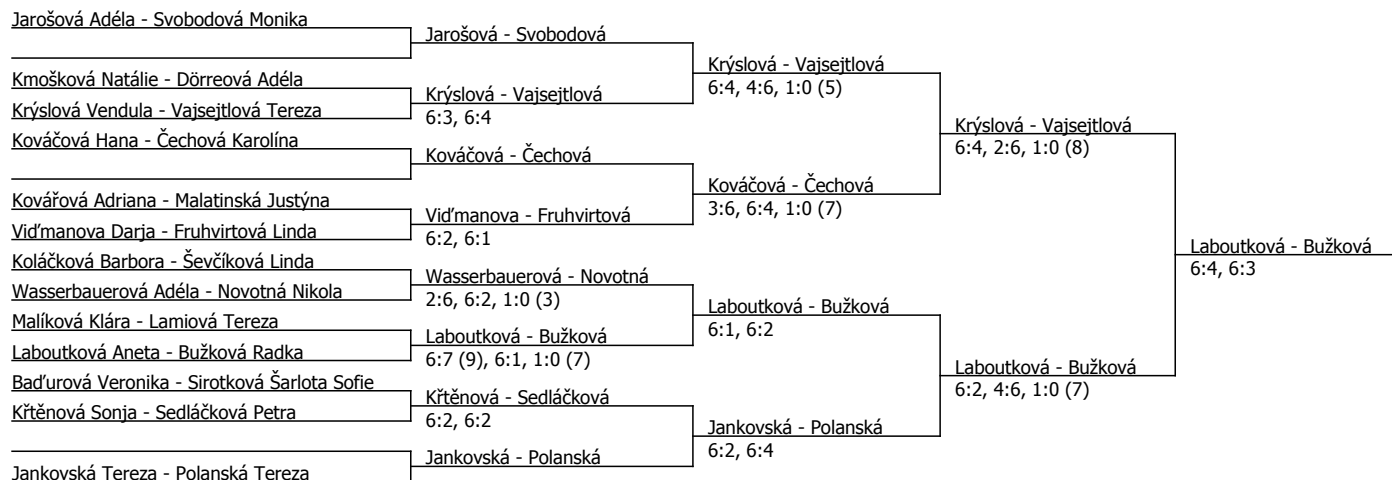 Jarošová Adéla - Svobodová Monika
Kmošková Natálie - Dörreová Adéla
Krýslová Vendula - Vajsejtlová Tereza
Kováčová Hana - Čechová Karolína
Kovářová Adriana - Malatinská Justýna
Viďmanova Darja - Fruhvirtová Linda
Koláčková Barbora - Ševčíková Linda
Wasserbauerová Adéla - Novotná Nikola
Malíková Klára - Lamiová Tereza
Laboutková Aneta - Bužková Radka
Baďurová Veronika - Sirotková Šarlota Sofie
Křtěnová Sonja - Sedláčková Petra
Jankovská Tereza - Polanská Tereza
Jarošová - Svobodová
Krýslová - Vajsejtlová
6:3, 6:4
Kováčová - Čechová
Viďmanova - Fruhvirtová
6:2, 6:1
Wasserbauerová - Novotná
2:6, 6:2, 1:0 (3)
Laboutková - Bužková
6:7 (9), 6:1, 1:0 (7)
Křtěnová - Sedláčková
6:2, 6:2
Jankovská - Polanská
Krýslová - Vajsejtlová
6:4, 4:6, 1:0 (5)
Kováčová - Čechová
3:6, 6:4, 1:0 (7)
Laboutková - Bužková
6:1, 6:2
Jankovská - Polanská
6:2, 6:4
Krýslová - Vajsejtlová
6:4, 2:6, 1:0 (8)
Laboutková - Bužková
6:2, 4:6, 1:0 (7)
Laboutková - Bužková
6:4, 6:3